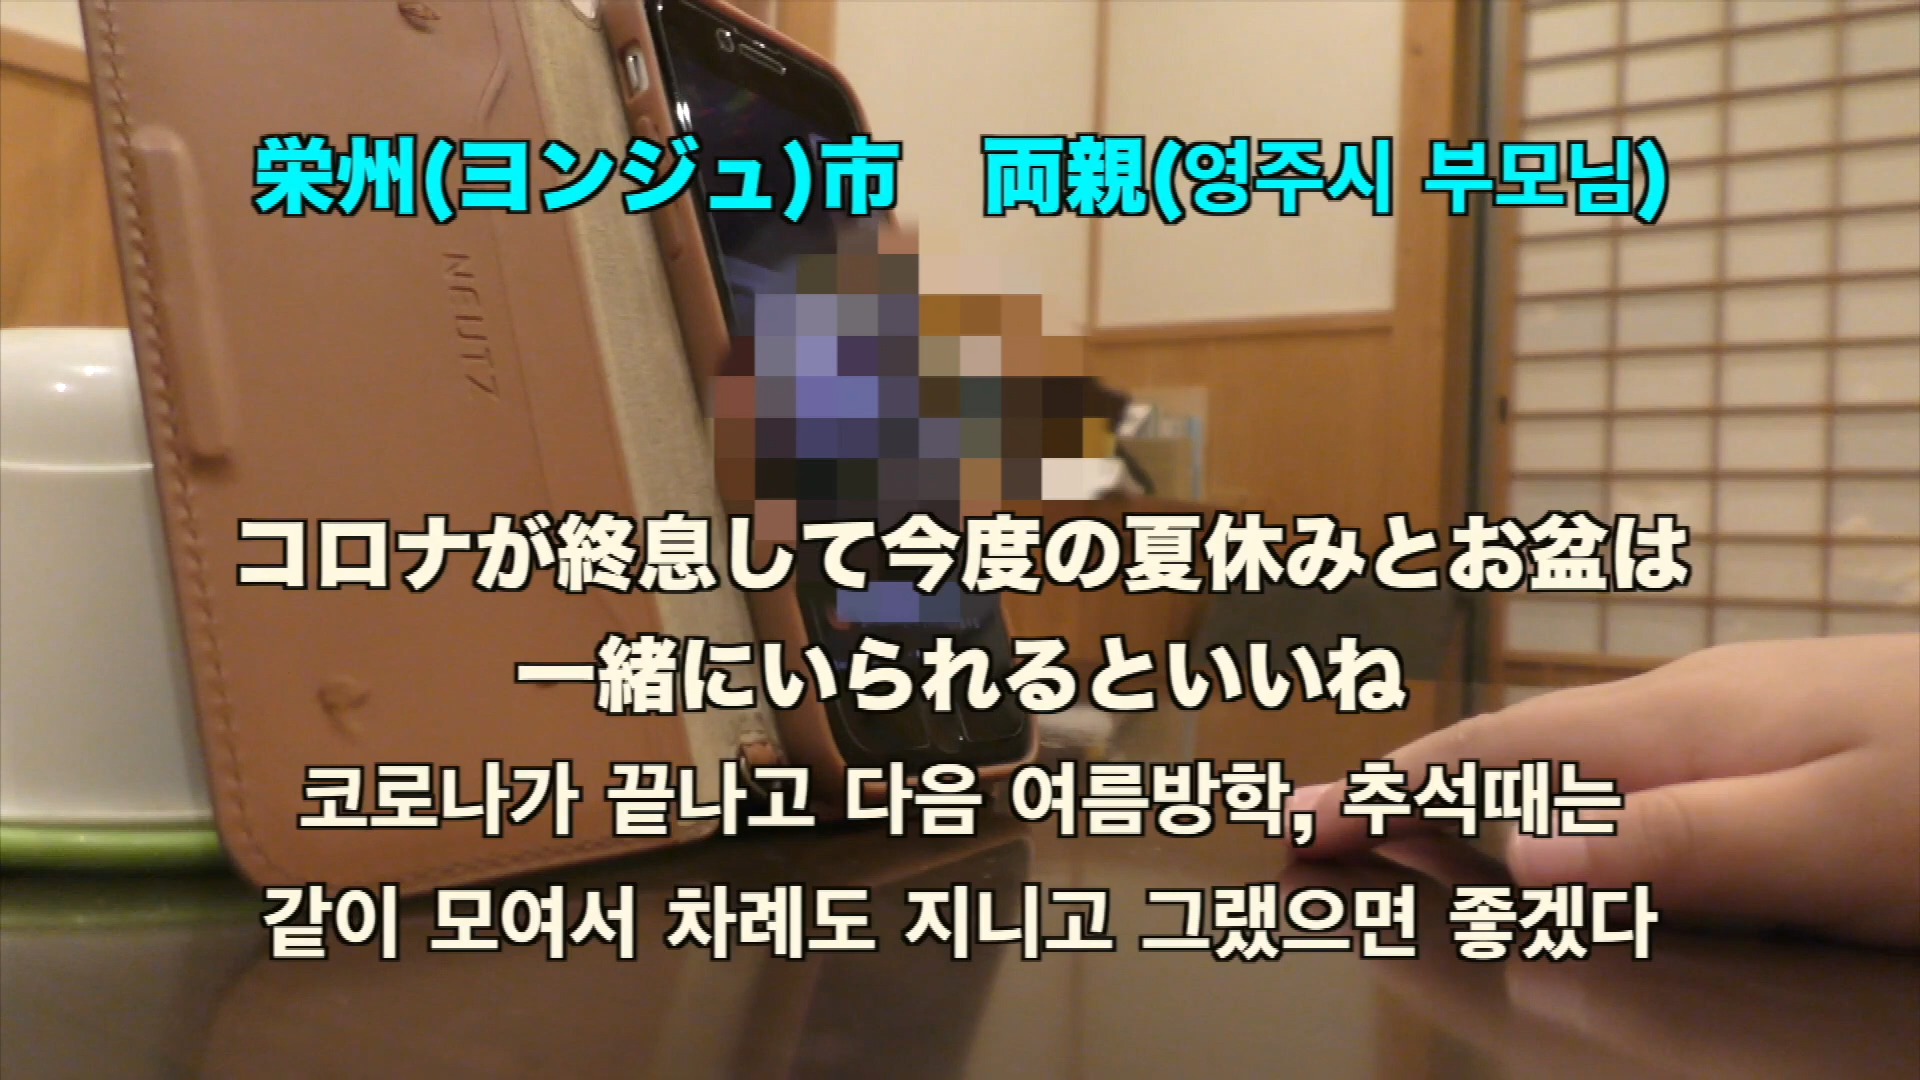 栄州(ヨンジュ)市　両親(영주시 부모님)
NEUTZ
コロナが終息して今度の夏休みとお盆は
一緒にいられるといいね
코로나가 끝나고 다음 여름방학, 추석때는
같이 모여서 차례도 지니고 그랬으면 좋겠다